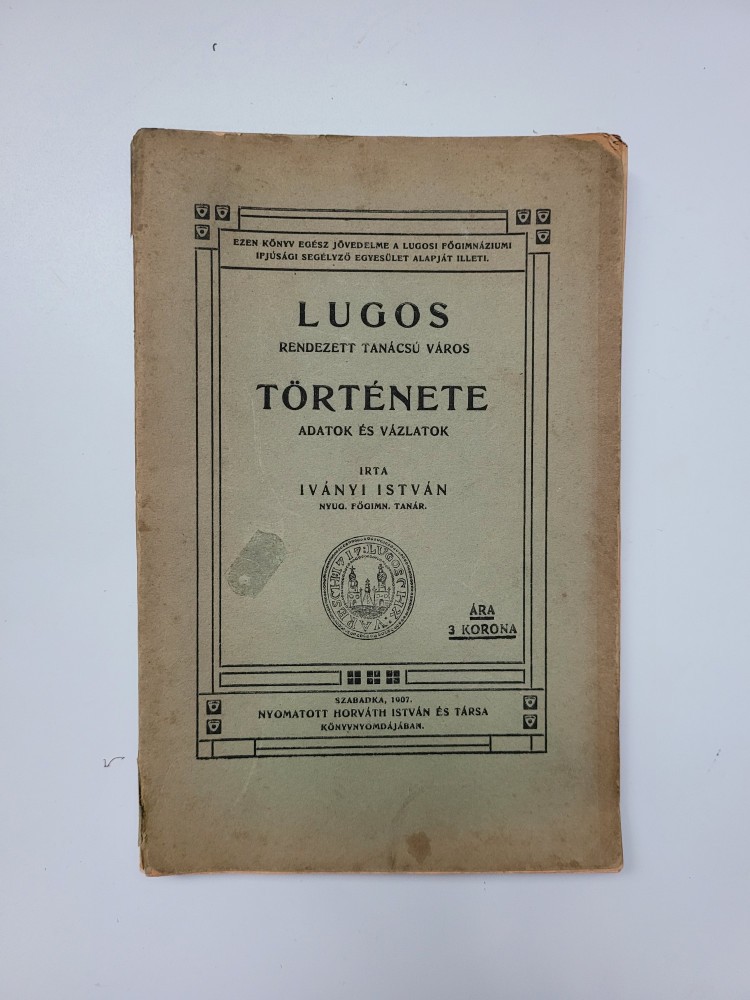 EZEN KÖNYV EGÉSZ JÖVEDELME A LUGOSI FŐGIMNÁZIUMI
IFJÚSÁGI SEGÉLYZŐ EGYESÜLET ALAPJÁT ILLETI.
LUGOS
RENDEZETT TANÁCSÚ VÁROS
TÖRTÉNETE
ADATOK ÉS VÁZLATOK
IRTA
IVÁNYI ISTVÁN
NYUG. FŐGIMN. TANÁR.
ÁRA
3 KORONA
SZABADKA, 1907.
NYOMATOTT HORVÁTH ISTVÁN ÉS TÁRSA
KÖNYVNYOMDÁJÁBAN.